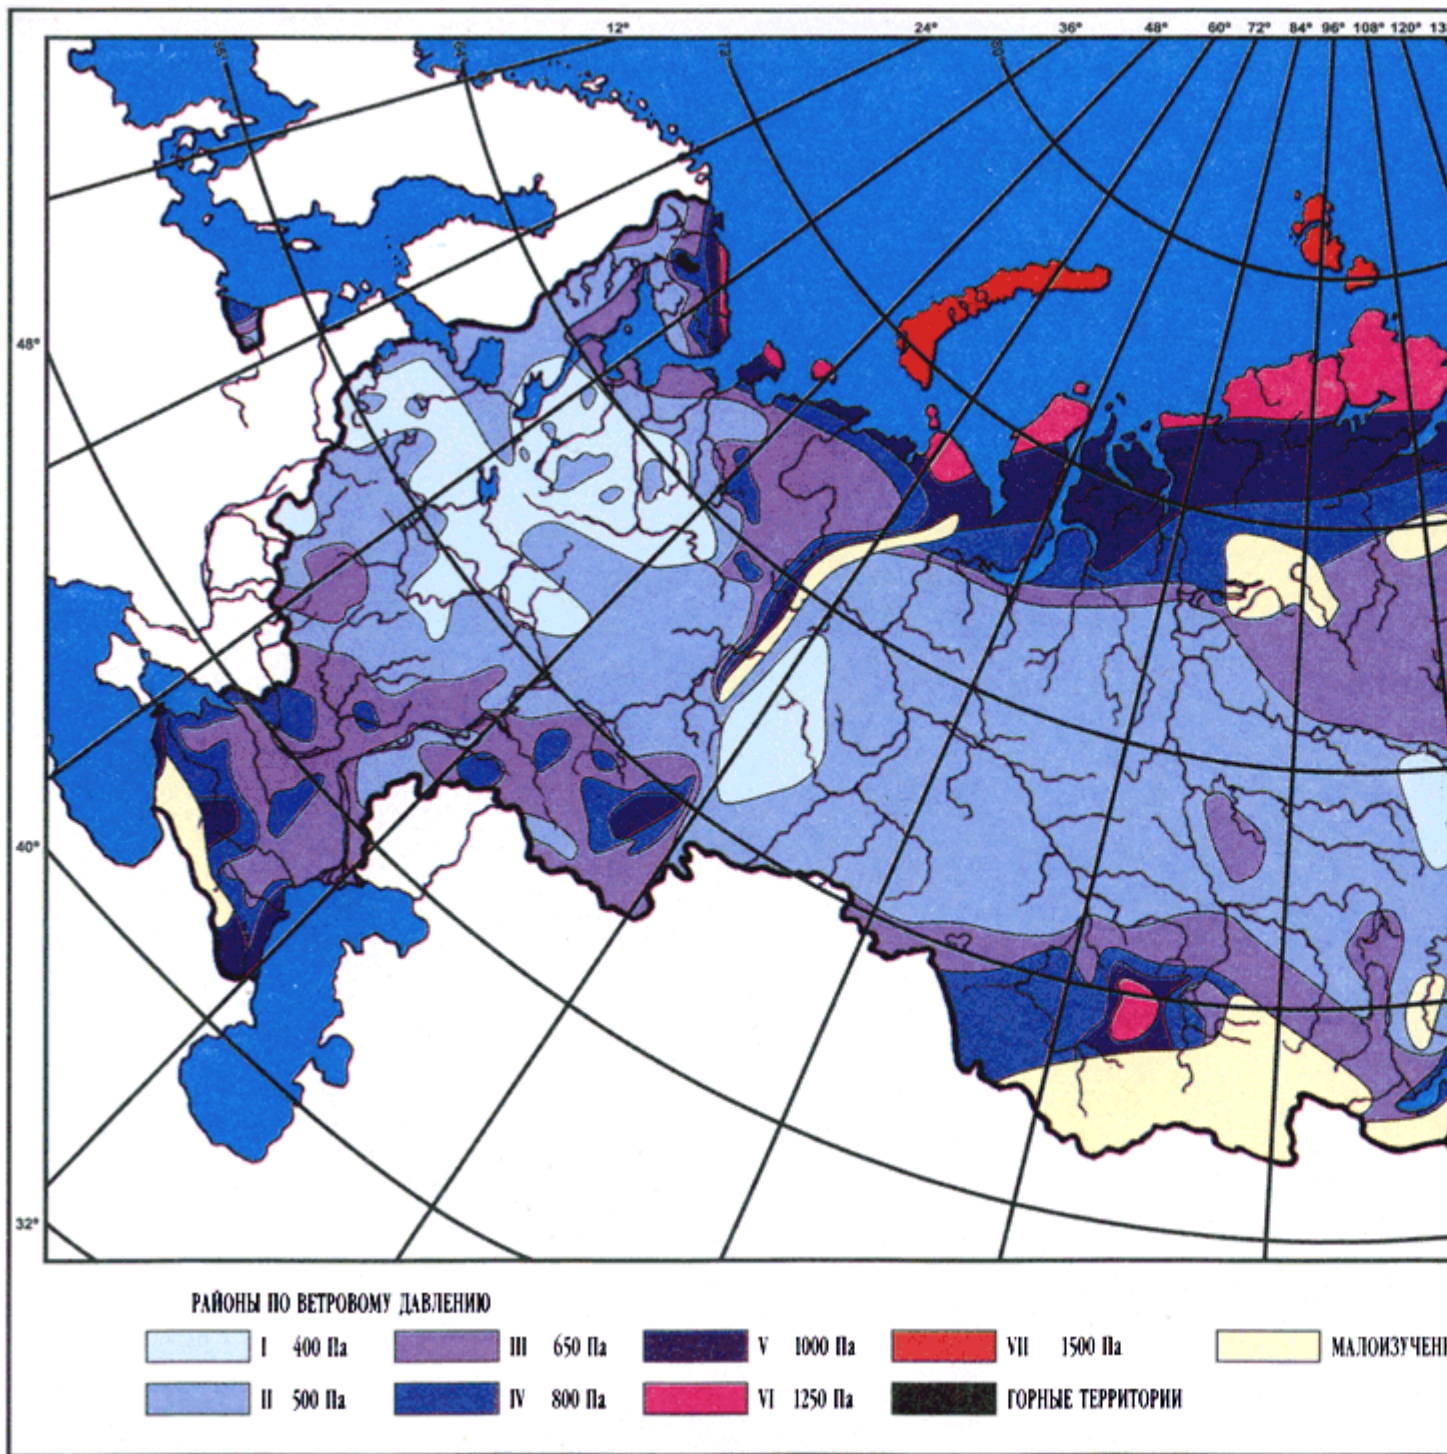 12° 24° 36° 48° 60° 72° 84° 96° 108° 120°
48°
40°
32°
РАЙОНЫ ПО ВЕТРОВОМУ ДАВЛЕНИЮ
I 400 Па III 650 Па V 1000 Па VII 1500 Па МАЛОИЗУЧЕН
II 500 Па IV 800 Па VI 1250 Па ГОРНЫЕ ТЕРРИТОРИИ